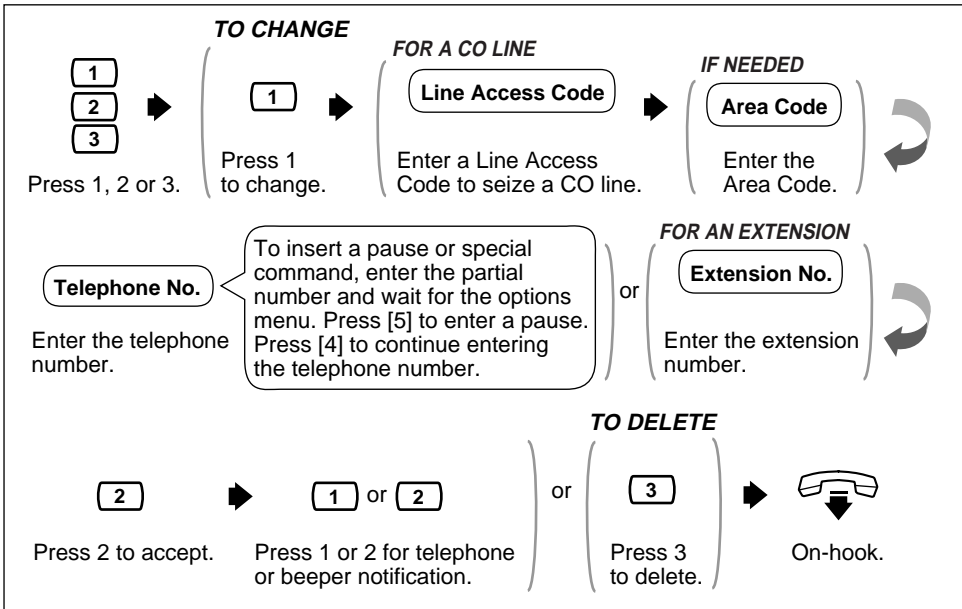 TO CHANGE
FOR A CO LINE
IF NEEDED
1
2
3
1
Line Access Code
Area Code
Press 1, 2 or 3.
Press 1
to change.
Enter a Line Access
Code to seize a CO line.
Enter the
Area Code.
Telephone No.
Enter the telephone
number.
To insert a pause or special
command, enter the partial
number and wait for the options
menu. Press [5] to enter a pause.
Press [4] to continue entering
the telephone number.
or
FOR AN EXTENSION
Extension No.
Enter the extension
number.
2
Press 2 to accept.
1 or 2
Press 1 or 2 for telephone
or beeper notification.
or
TO DELETE
3
Press 3
to delete.
On-hook.